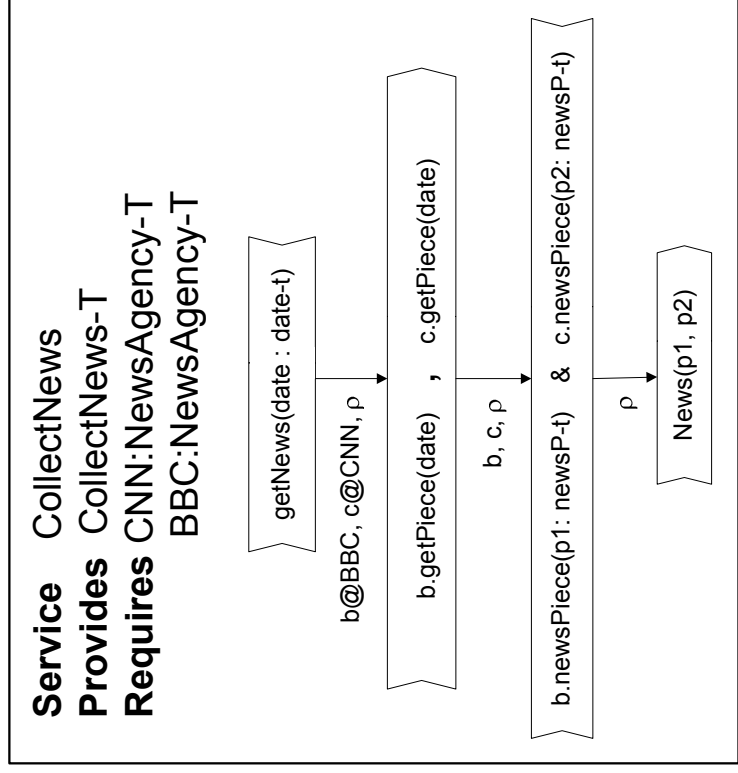 Service CollectNews
Provides CollectNews-T
Requires CNN:NewsAgency-T
BBC:NewsAgency-T
getNews(date : date-t)
b@BBC, c@CNN, ρ
b.getPiece(date) , c.getPiece(date)
b, c, ρ
b.newsPiece(p1: newsP-t) & c.newsPiece(p2: newsP-t)
ρ
News(p1, p2)